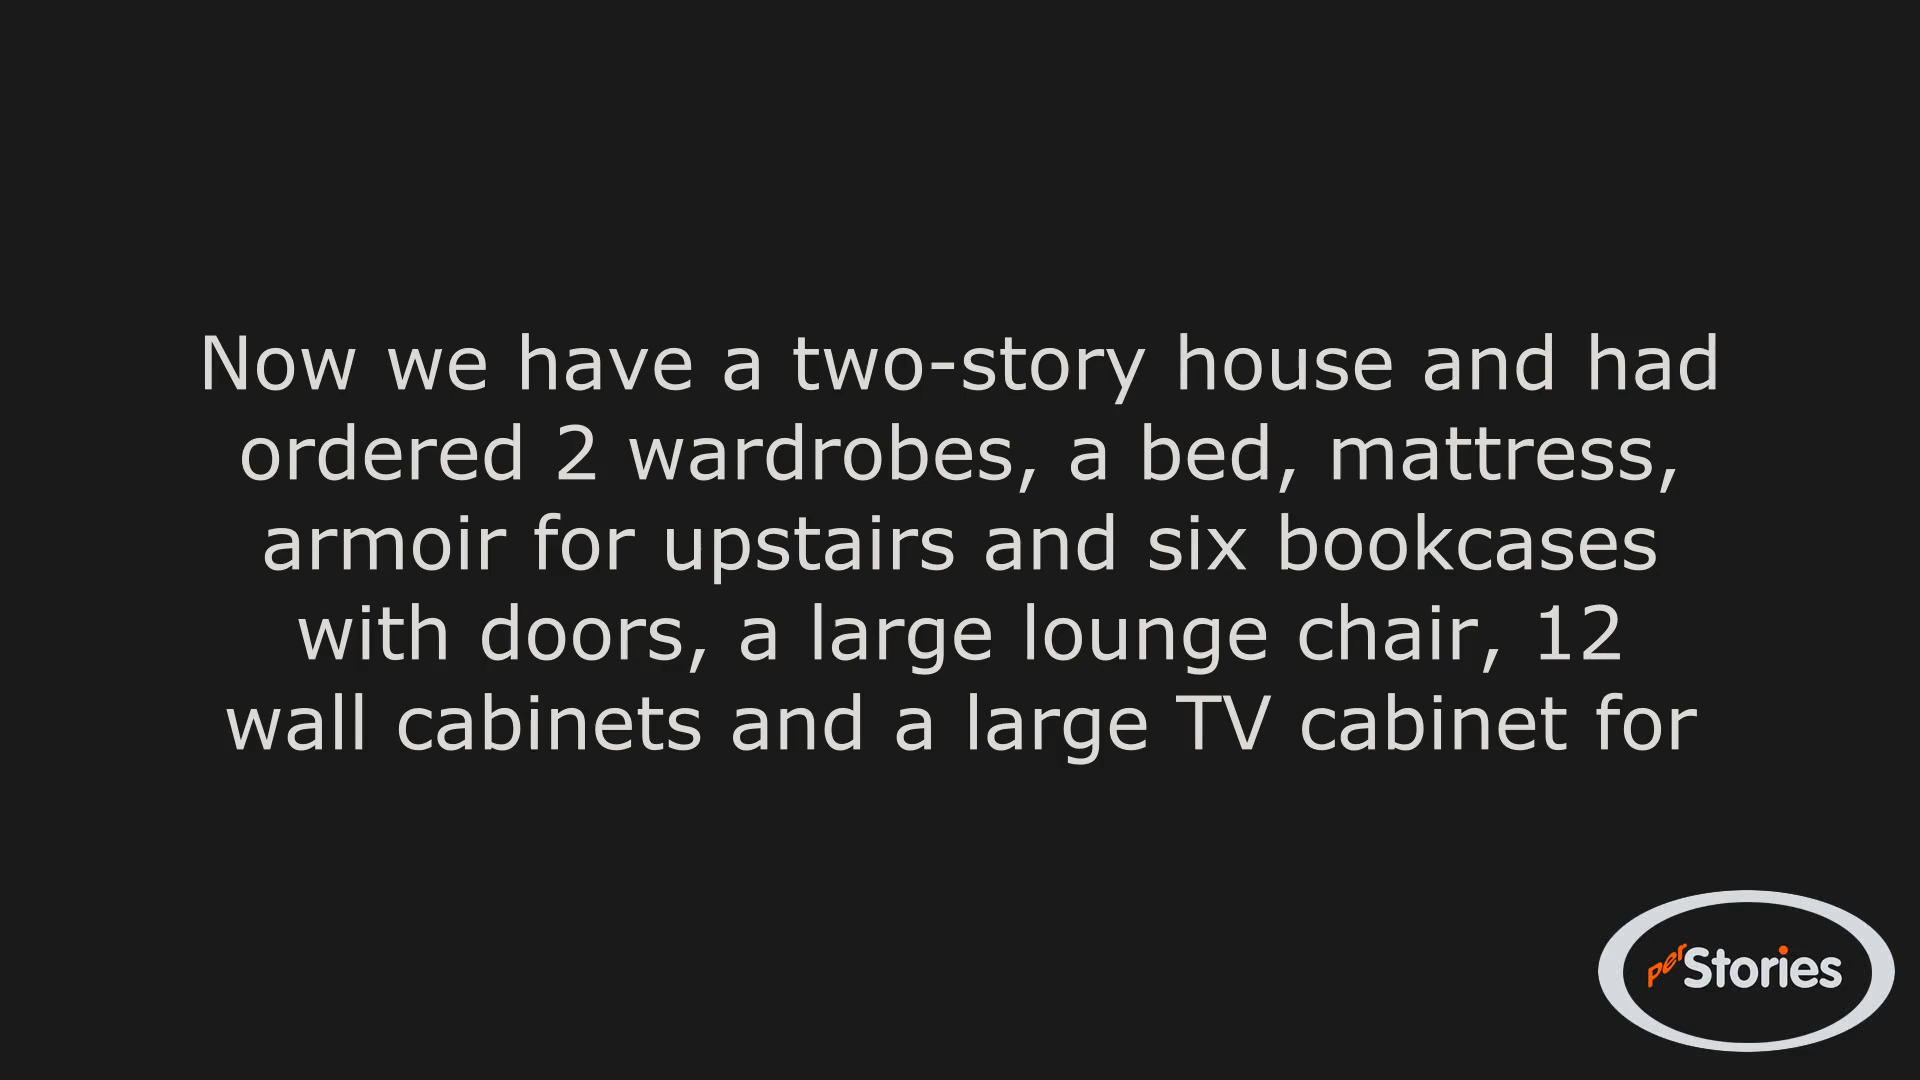 Now we have a two-story house and had
ordered 2 wardrobes, a bed, mattress,
armoir for upstairs and six bookcases
with doors, a large lounge chair, 12
wall cabinets and a large TV cabinet for
perStories